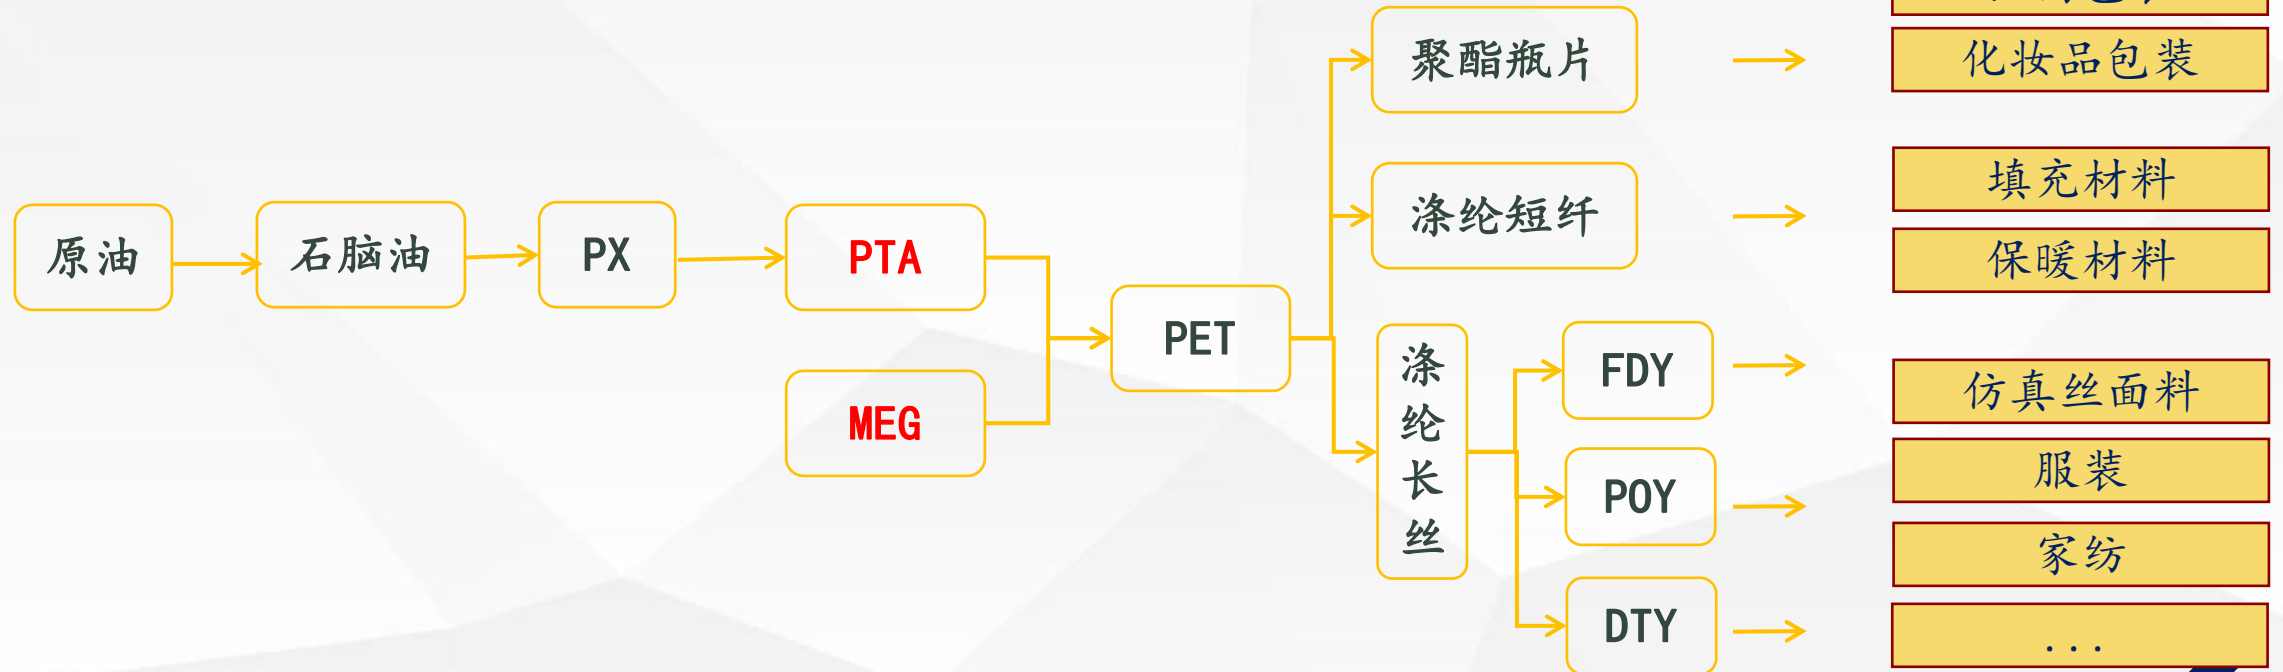 聚酯瓶片
化妆品包装
填充材料
涤纶短纤
保暖材料
原油
石脑油
PX
PTA
MEG
PET
涤纶长丝
FDY
POY
DTY
仿真丝面料
服装
家纺
...